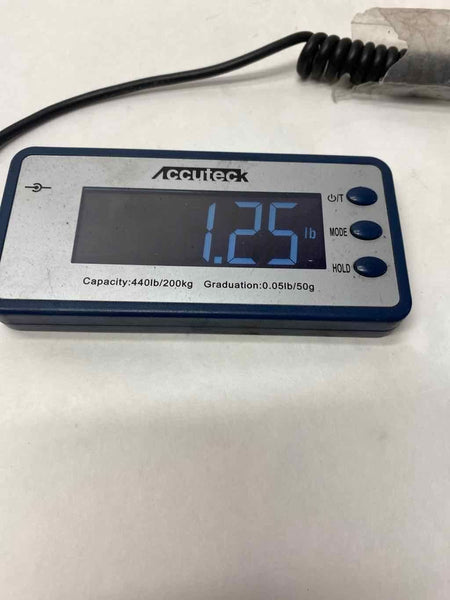 Accuteck
⏻/T
1.25 lb
MODE
HOLD
Capacity:440lb/200kg Graduation:0.05lb/50g